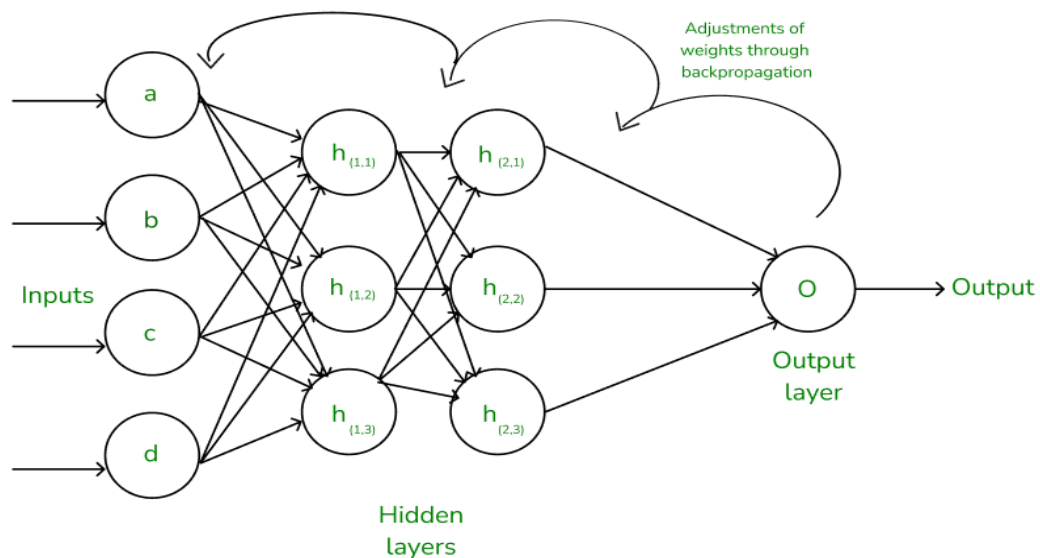 Adjustments of
weights through
backpropagation
a
h(1,1)
h(2,1)
b
Inputs
h(1,2)
h(2,2)
O
Output
c
Output
layer
h(1,3)
h(2,3)
d
Hidden
layers